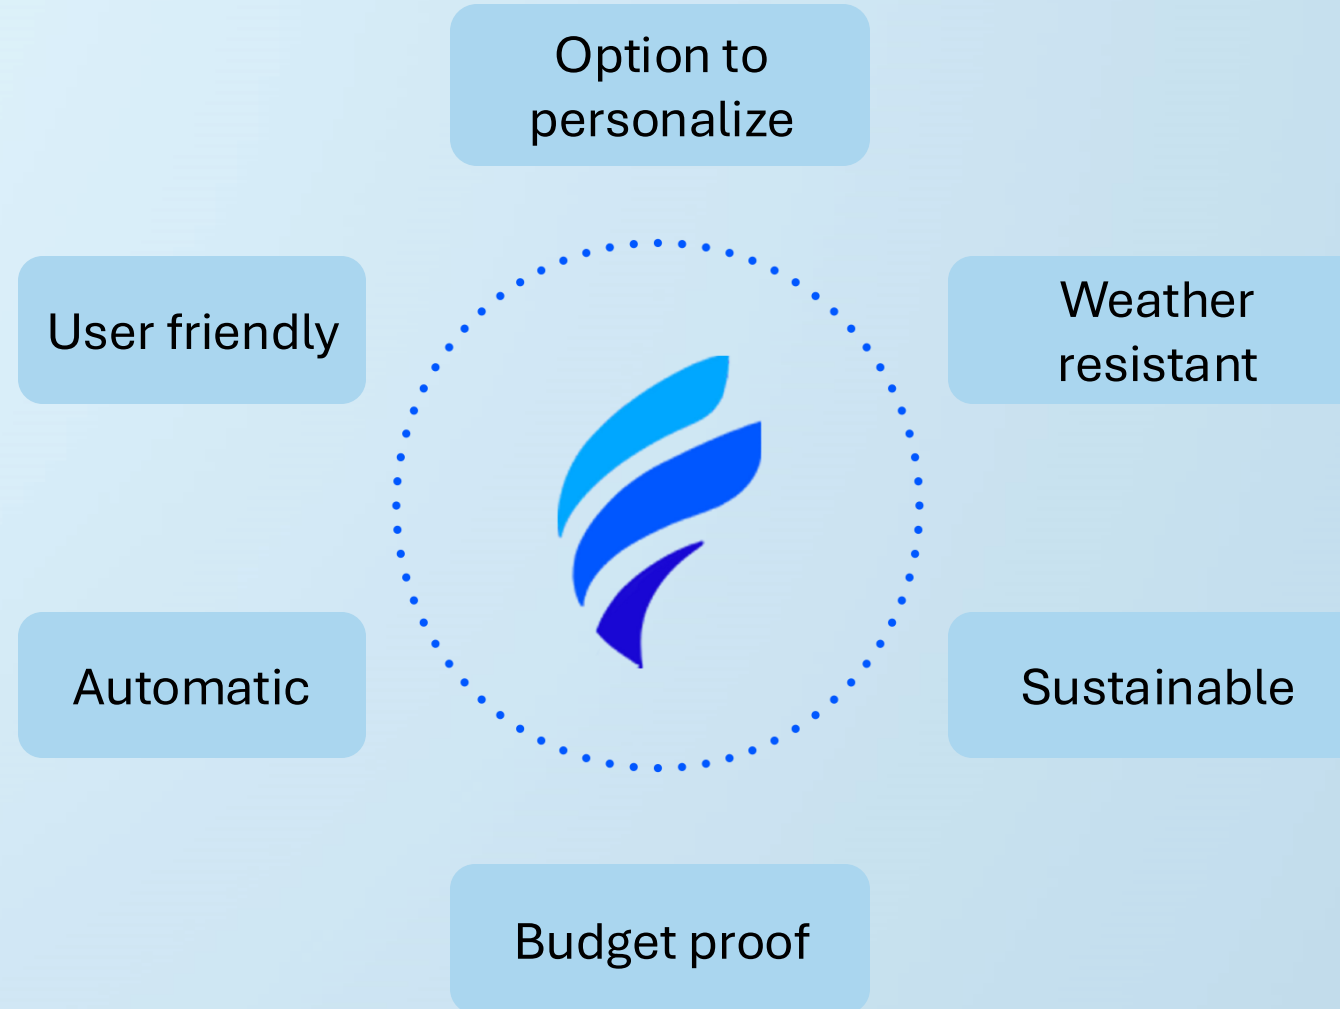 Option to
personalize
User friendly
Weather
resistant
Automatic
Sustainable
Budget proof